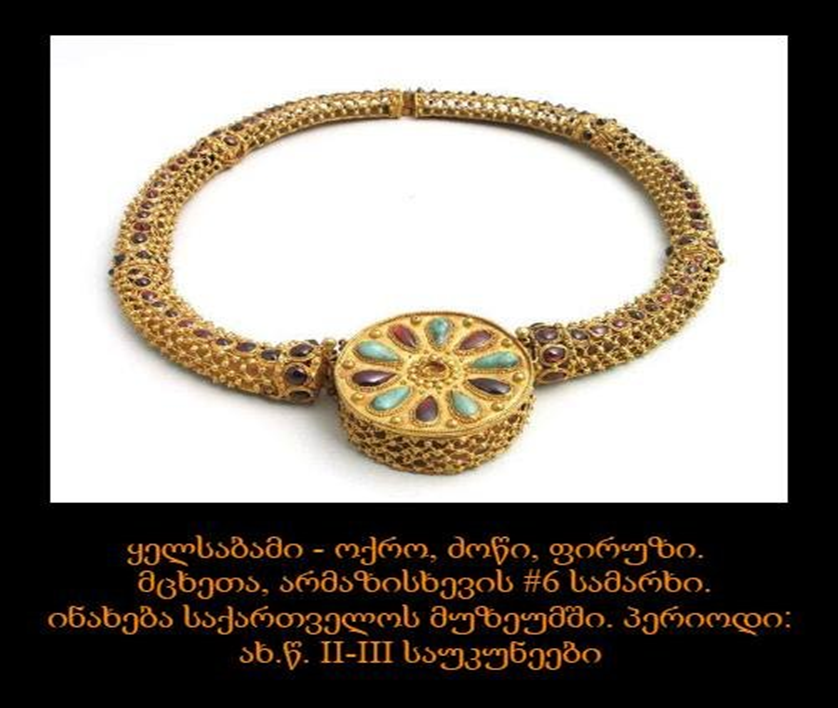 ყელსაბამი - ოქრო, ძოწი, ფირუზი.
მცხეთა, არმაზისხევის #6 სამარხი.
ინახება საქართველოს მუზეუმში. პერიოდი:
ახ.წ. II-III საუკუნეები